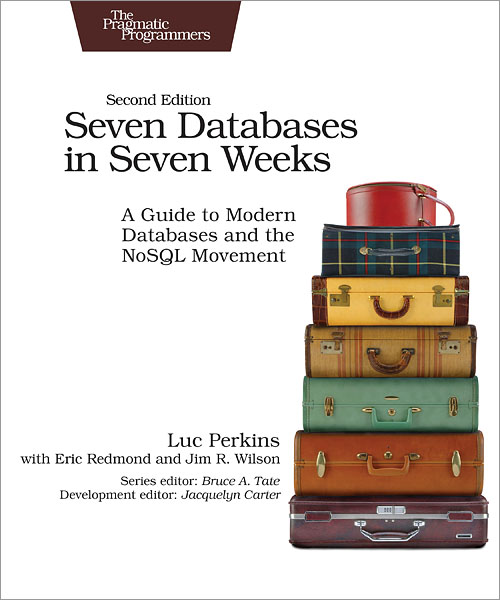 The
Pragmatic
Programmers
Second Edition
Seven Databases
in Seven Weeks
A Guide to Modern
Databases and the
NoSQL Movement
Luc Perkins
with Eric Redmond and Jim R. Wilson
Series editor: Bruce A. Tate
Development editor: Jacquelyn Carter